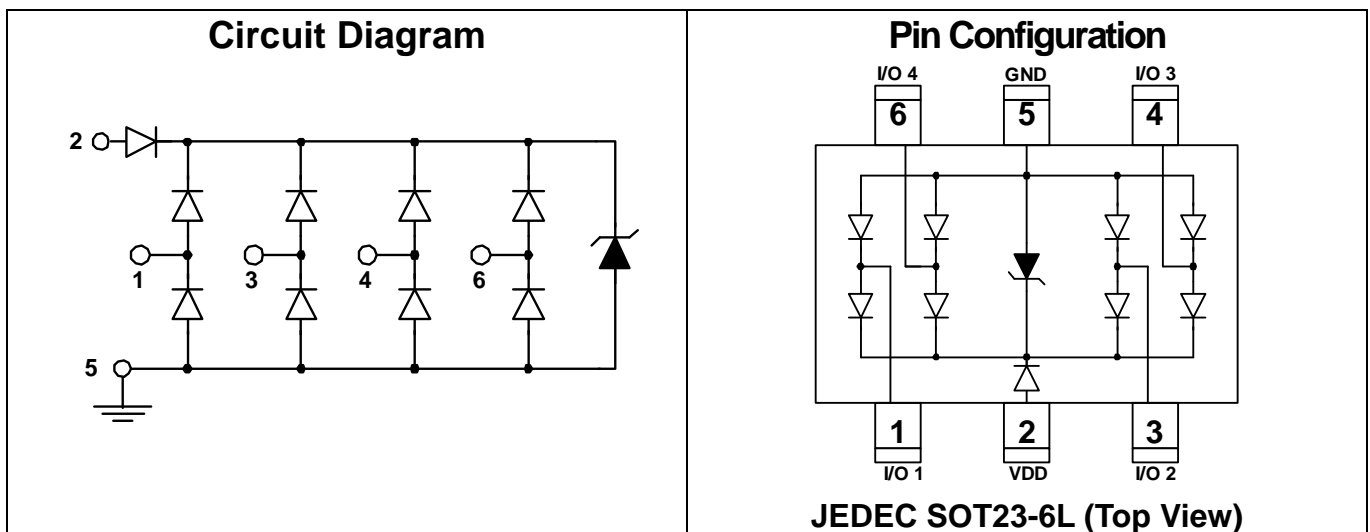 Circuit Diagram
2
1
3
4
6
5
Pin Configuration
I/O 4 GND I/O 3
6 5 4
1 2 3
I/O 1 VDD I/O 2
JEDEC SOT23-6L (Top View)